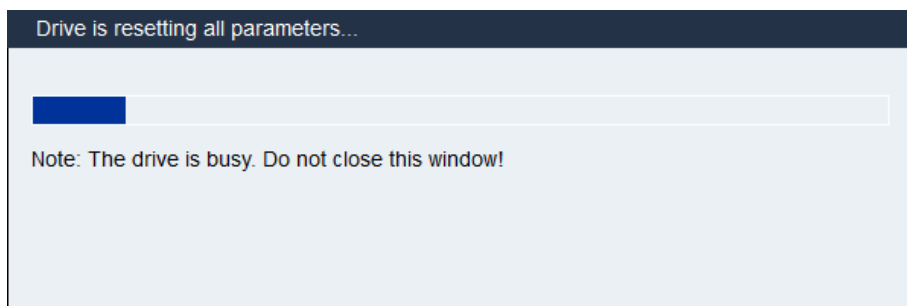 Drive is resetting all parameters...
Note: The drive is busy. Do not close this window!